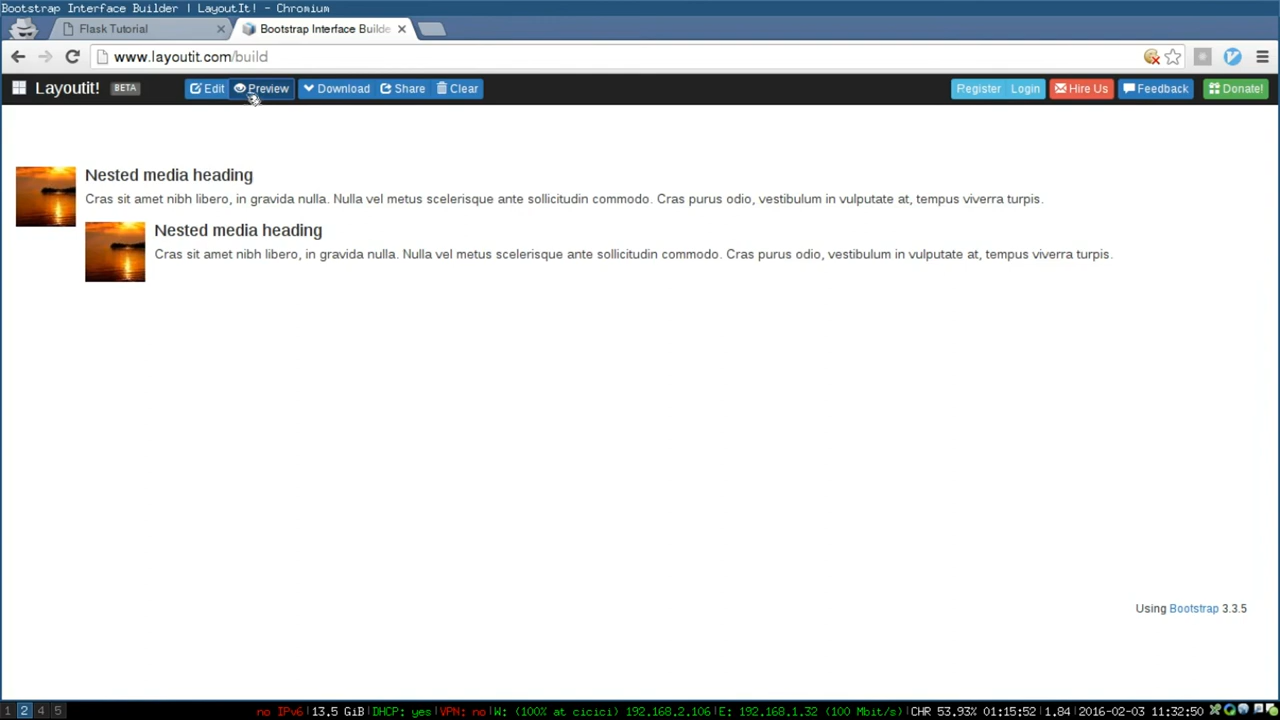 Bootstrap Interface Builder | LayoutIt! - Chromium
Flask Tutorial
Bootstrap Interface Builde
www.layoutit.com/build
Layoutit! BETA Edit Preview Download Share Clear Register Login Hire Us Feedback Donate!
Nested media heading
Cras sit amet nibh libero, in gravida nulla. Nulla vel metus scelerisque ante sollicitudin commodo. Cras purus odio, vestibulum in vulputate at, tempus viverra turpis.
Nested media heading
Cras sit amet nibh libero, in gravida nulla. Nulla vel metus scelerisque ante sollicitudin commodo. Cras purus odio, vestibulum in vulputate at, tempus viverra turpis.
Using Bootstrap 3.3.5
1 2 4 5 no IPv6|13.5 GiB|DHCP: yes|VPN: no|W: (100% at cicici) 192.168.2.106|E: 192.168.1.32 (100 Mbit/s)|CHR 53.93% 01:15:52|1.84|2016-02-03 11:32:50